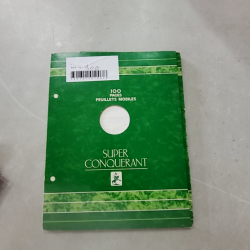 100
PAGES
FEUILLETS MOBILES
SUPER
CONQUERANT